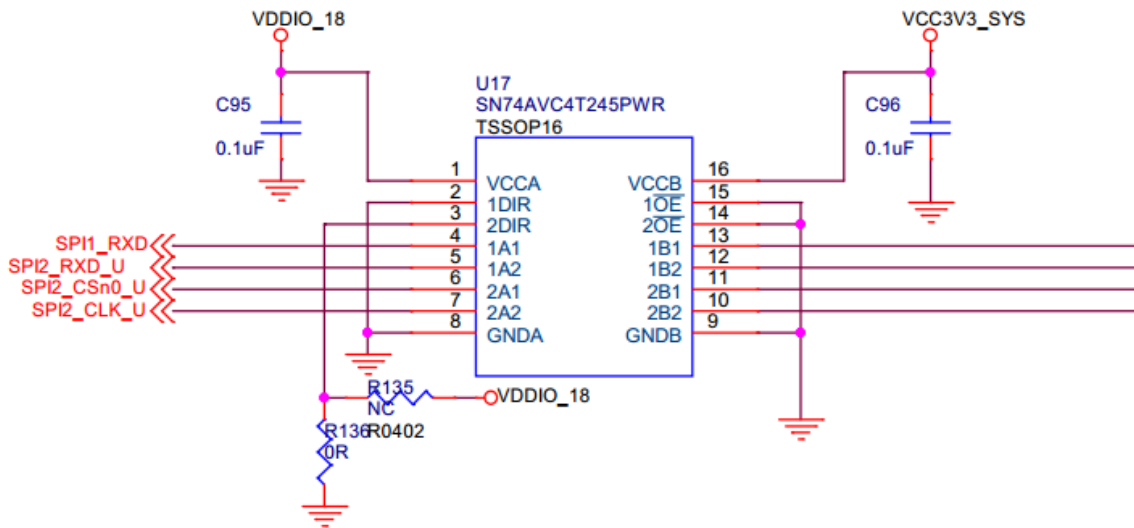 VDDIO_18
VCC3V3_SYS
U17
SN74AVC4T245PWR
TSSOP16
C95
0.1uF
C96
0.1uF
1 VCCA VCCB 16
2 1DIR 1OE 15
3 2DIR 2OE 14
SPI1_RXD 4 1A1 1B1 13
SPI2_RXD_U 5 1A2 1B2 12
SPI2_CSn0_U 6 2A1 2B1 11
SPI2_CLK_U 7 2A2 2B2 10
8 GNDA GNDB 9
R135
NC
VDDIO_18
R136 R0402
0R